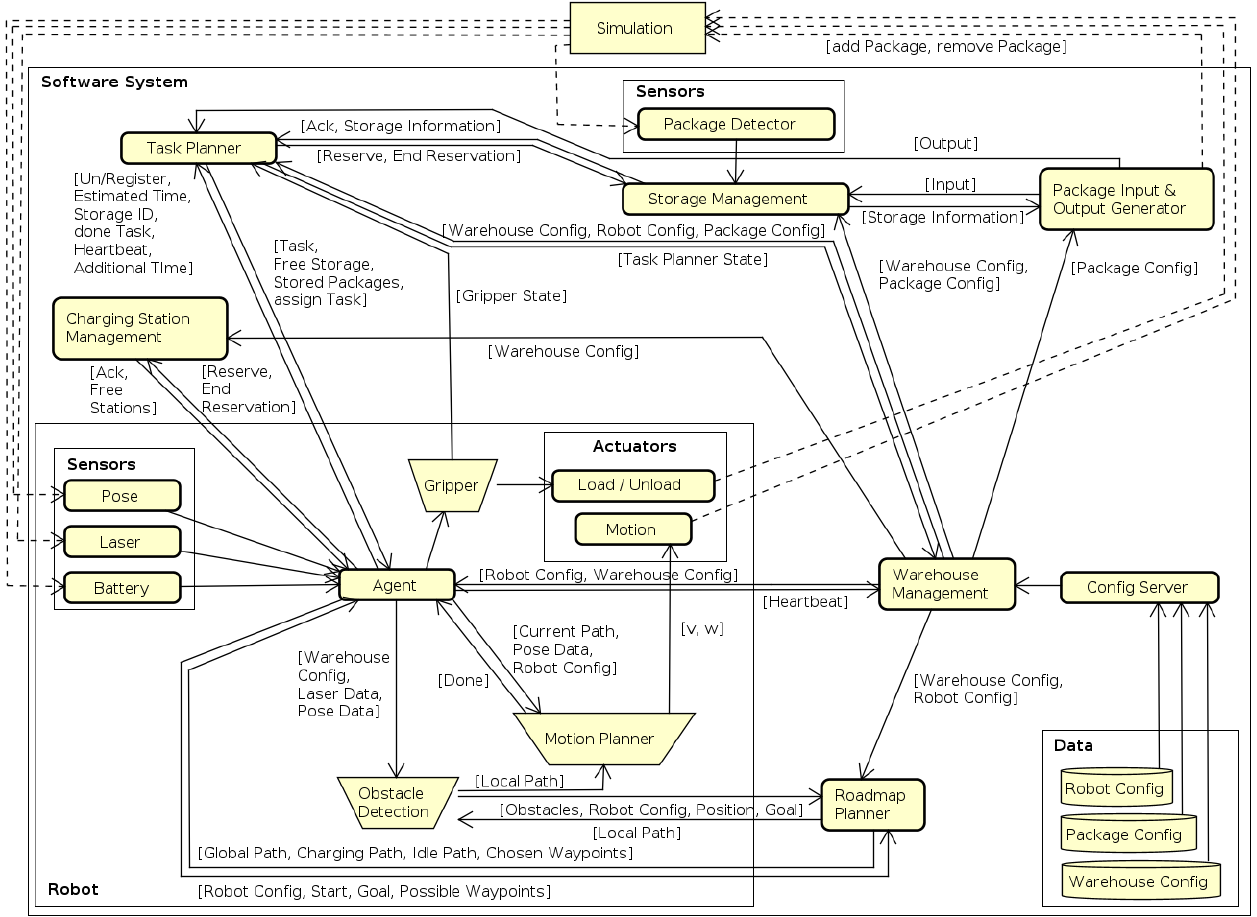 Simulation
[add Package, remove Package]
Software System
Sensors
Package Detector
[Ack, Storage Information]
Task Planner
[Reserve, End Reservation]
[Output]
[Un/Register,
Estimated Time,
Storage ID,
done Task,
Heartbeat,
Additional TIme]
Storage Management
[Input]
[Storage Information]
Package Input &
Output Generator
[Warehouse Config, Robot Config, Package Config]
[Task Planner State]
[Task,
Free Storage,
Stored Packages,
assign Task]
[Gripper State]
[Warehouse Config,
Package Config]
[Package Config]
Charging Station
Management
[Warehouse Config]
[Ack,
Free
Stations]
[Reserve,
End
Reservation]
Sensors
Pose
Laser
Battery
Gripper
Actuators
Load / Unload
Motion
Agent
[Robot Config, Warehouse Config]
[Heartbeat]
Warehouse
Management
Config Server
[Warehouse
Config,
Laser Data,
Pose Data]
[Current Path,
Pose Data,
Robot Config]
[Done]
[v, w]
[Warehouse Config,
Robot Config]
Motion Planner
Obstacle
Detection
[Local Path]
[Obstacles, Robot Config, Position, Goal]
[Local Path]
Roadmap
Planner
Data
Robot Config
Package Config
Warehouse Config
[Global Path, Charging Path, Idle Path, Chosen Waypoints]
Robot
[Robot Config, Start, Goal, Possible Waypoints]